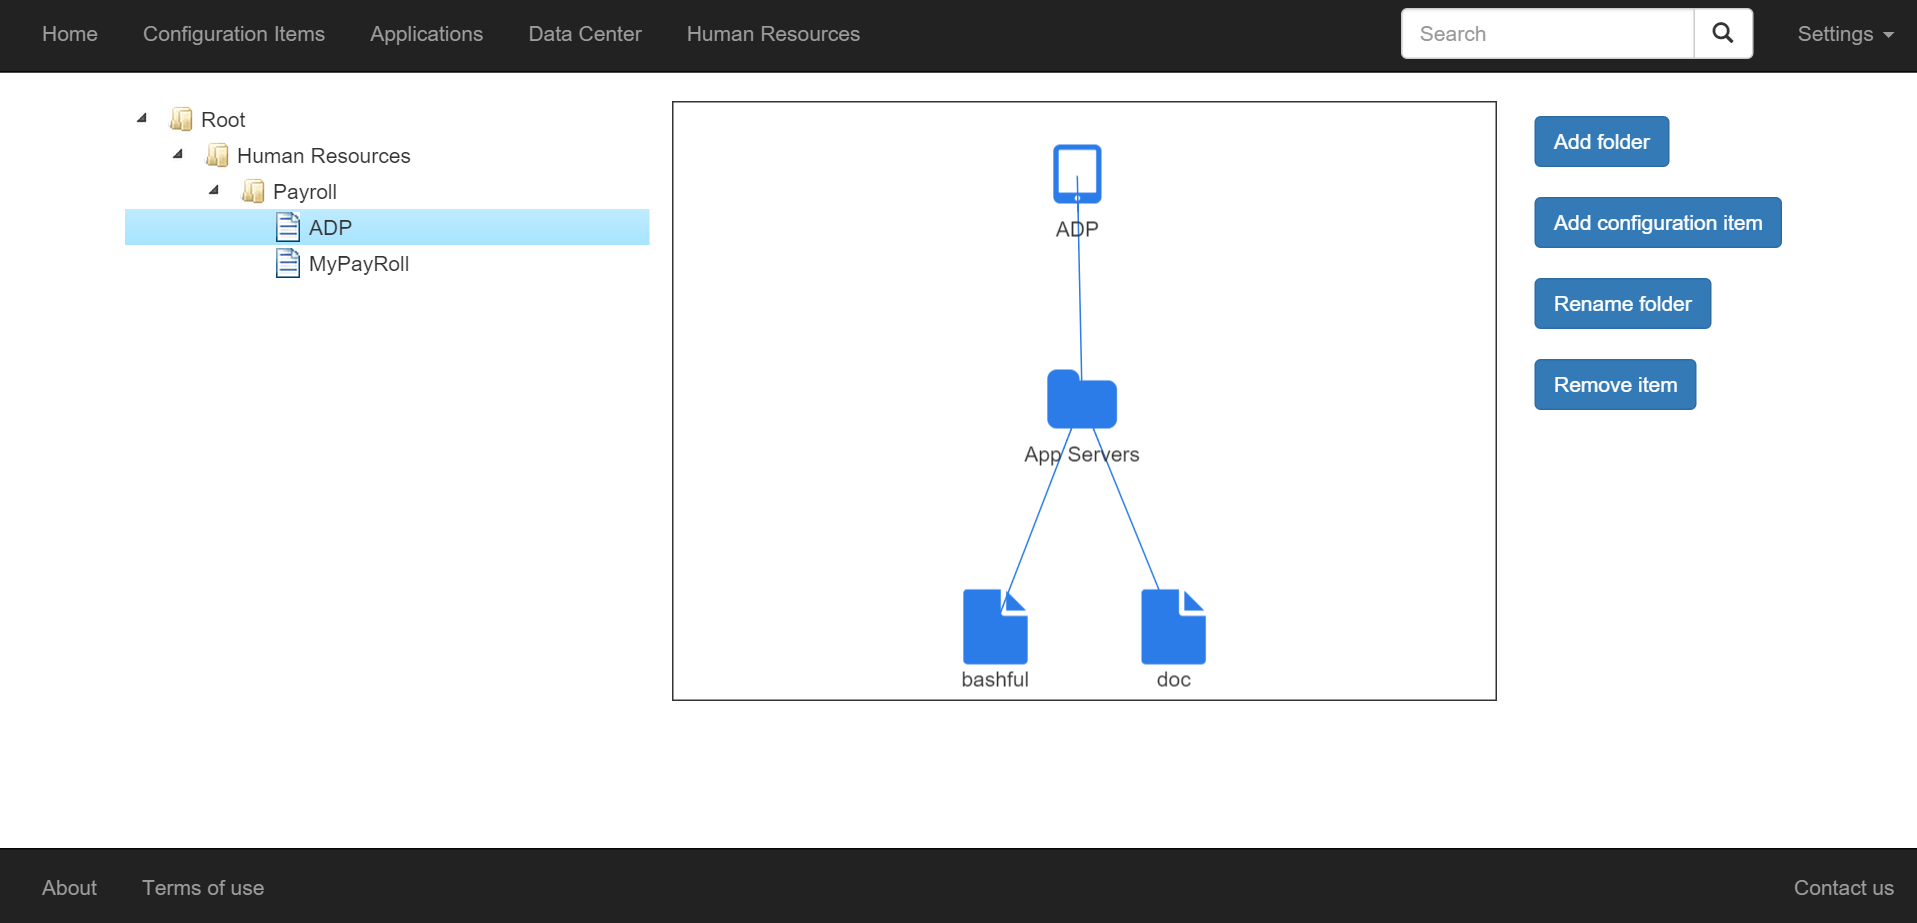 Home Configuration Items Applications Data Center Human Resources Search Settings
Root
Human Resources
Payroll
ADP
MyPayRoll
ADP
App Servers
bashful doc
Add folder
Add configuration item
Rename folder
Remove item
About Terms of use Contact us